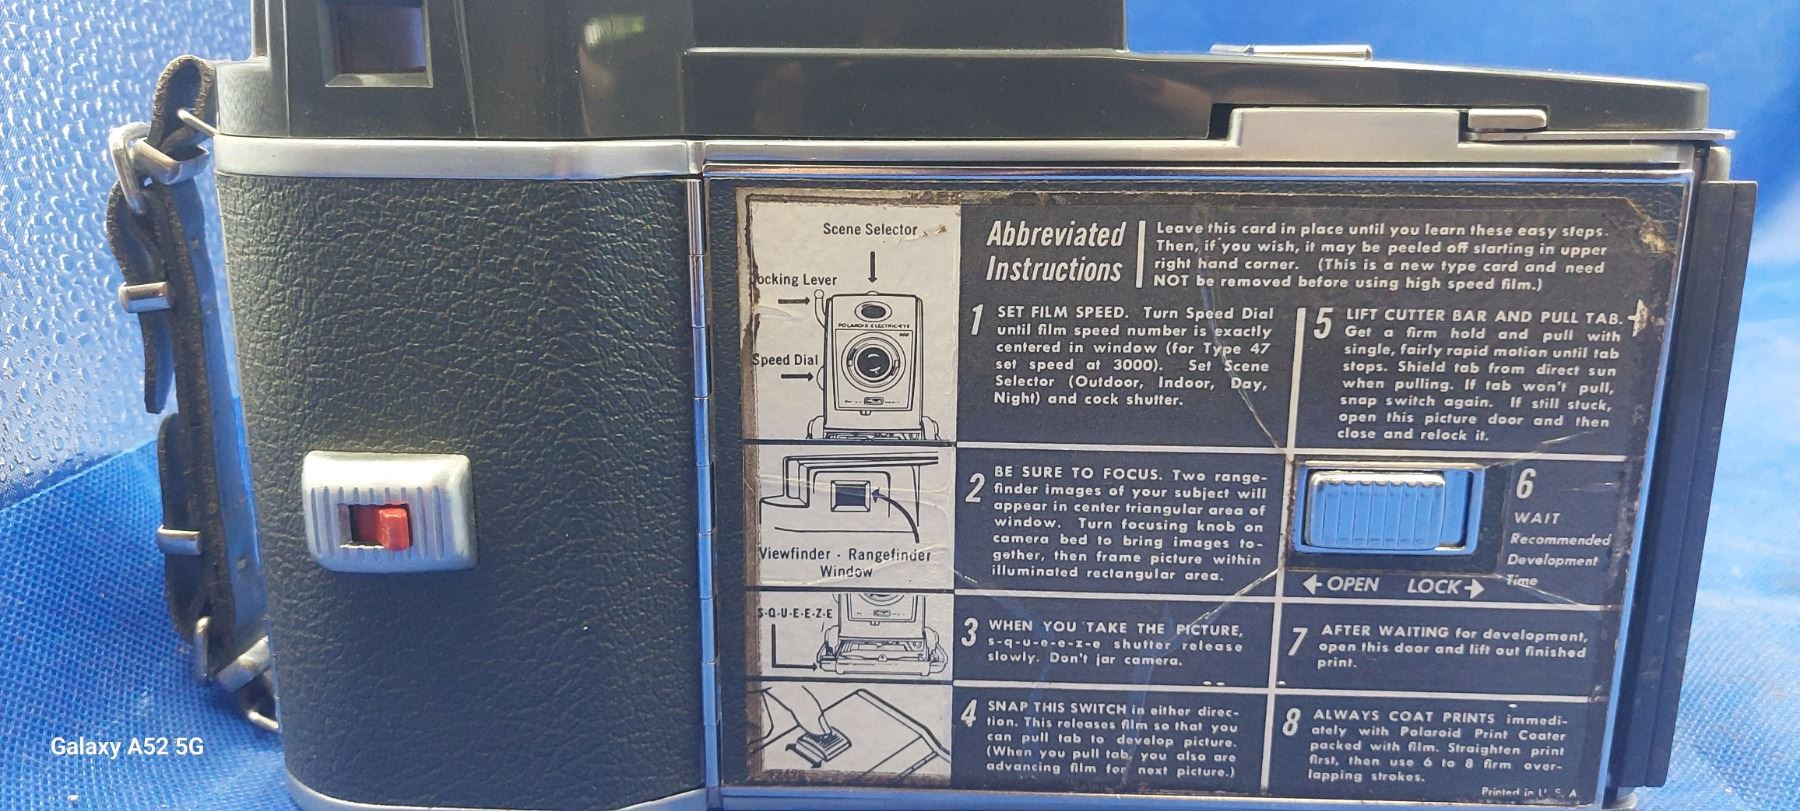 Scene Selector
ocking Lever
POLAROID ELECTRIC-EYE
Speed Dial
Abbreviated
Instructions
Leave this card in place until you learn these easy steps.
Then, if you wish, it may be peeled off starting in upper
right hand corner. (This is a new type card and need
NOT be removed before using high speed film.)
1 SET FILM SPEED. Turn Speed Dial
until film speed number is exactly
centered in window (for Type 47
set speed at 3000). Set Scene
Selector (Outdoor, Indoor, Day,
Night) and cock shutter.
Viewfinder - Rangefinder
Window
2 BE SURE TO FOCUS. Two range-
finder images of your subject will
appear in center triangular area of
window. Turn focusing knob on
camera bed to bring images to-
gether, then frame picture within
illuminated rectangular area.
S-Q-U-E-E-Z-E
3 WHEN YOU TAKE THE PICTURE,
s-q-u-e-e-z-e shutter release
slowly. Don't jar camera.
4 SNAP THIS SWITCH in either direc-
tion. This releases film so that you
can pull tab to develop picture.
(When you pull tab, you also are
advancing film for next picture.)
5 LIFT CUTTER BAR AND PULL TAB.
Get a firm hold and pull with
single, fairly rapid motion until tab
stops. Shield tab from direct sun
when pulling. If tab won't pull,
snap switch again. If still stuck,
open this picture door and then
close and relock it.
6
WAIT
Recommended
Development
Time
OPEN LOCK
7 AFTER WAITING for development,
open this door and lift out finished
print.
8 ALWAYS COAT PRINTS immedi-
ately with Polaroid Print Coater
packed with film. Straighten print
first, then use 6 to 8 firm over-
lapping strokes.
Printed in U. S. A.
Galaxy A52 5G